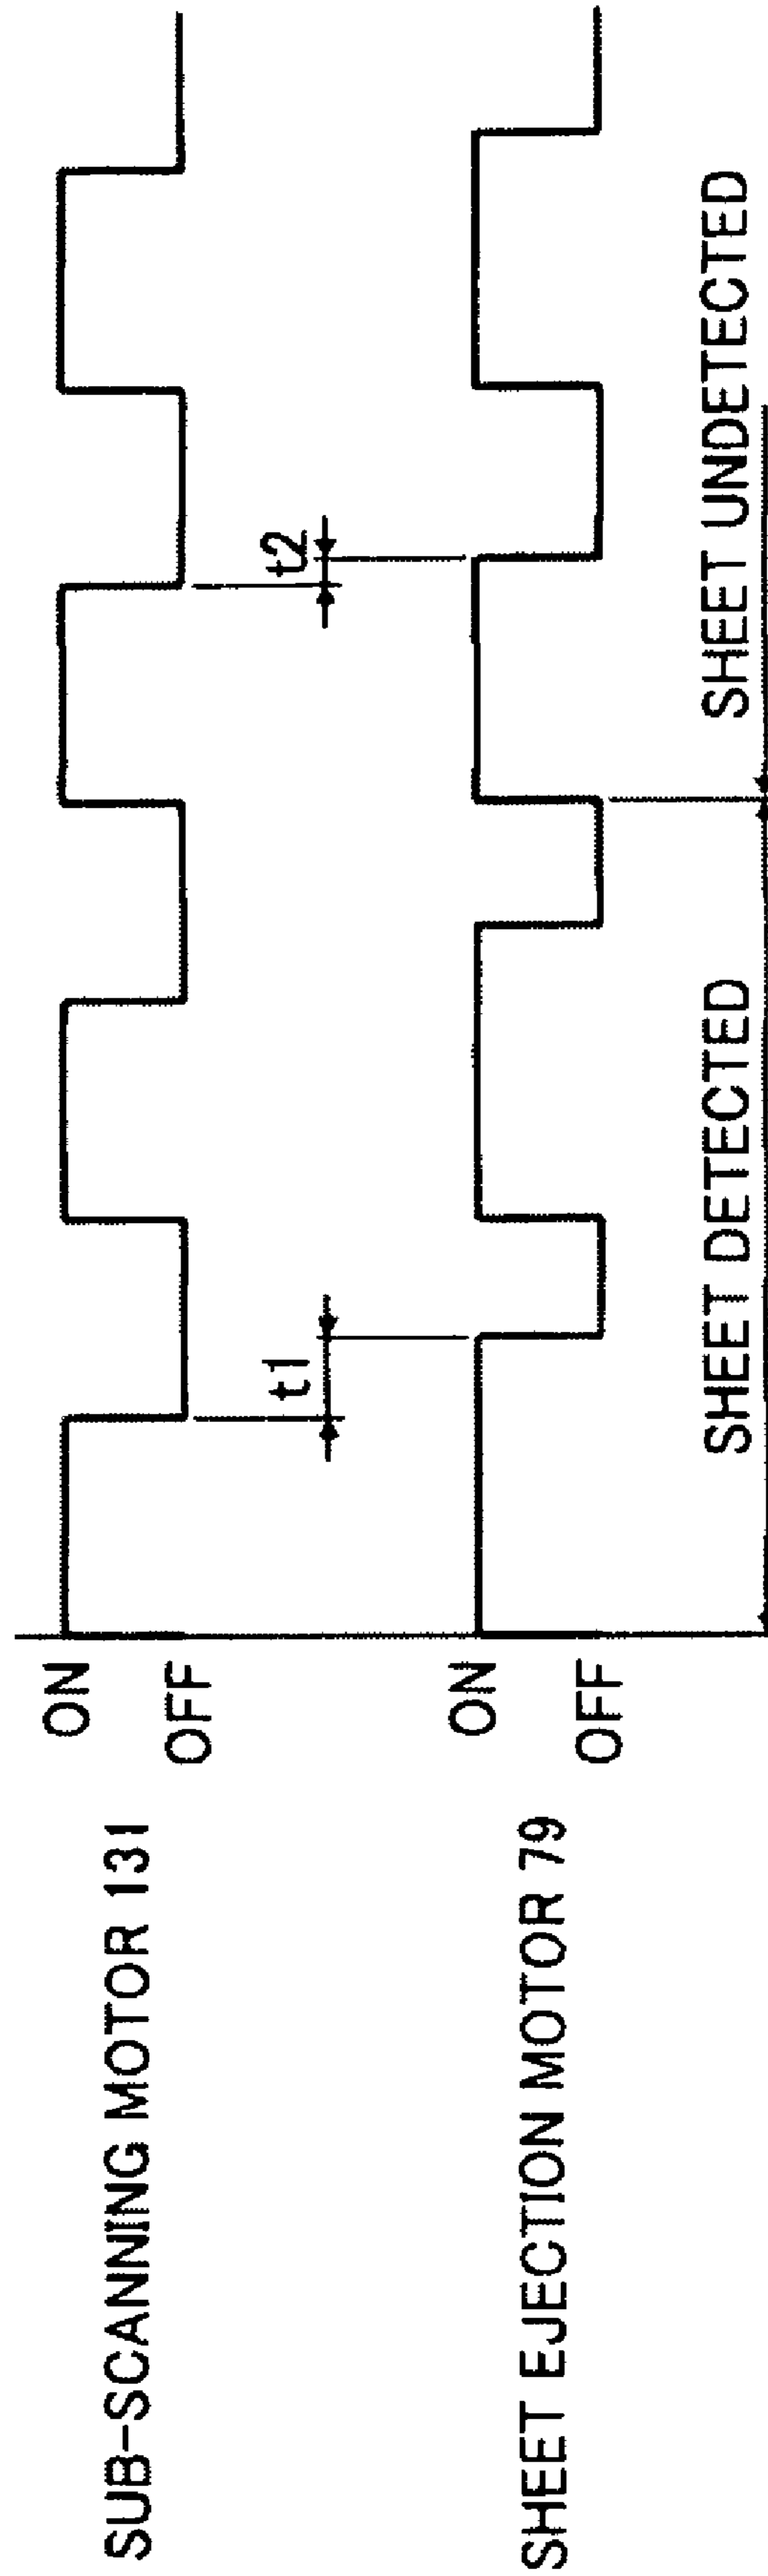 SUB-SCANNING MOTOR 131
ON
OFF
t1
t2
SHEET EJECTION MOTOR 79
ON
OFF
SHEET DETECTED
SHEET UNDETECTED